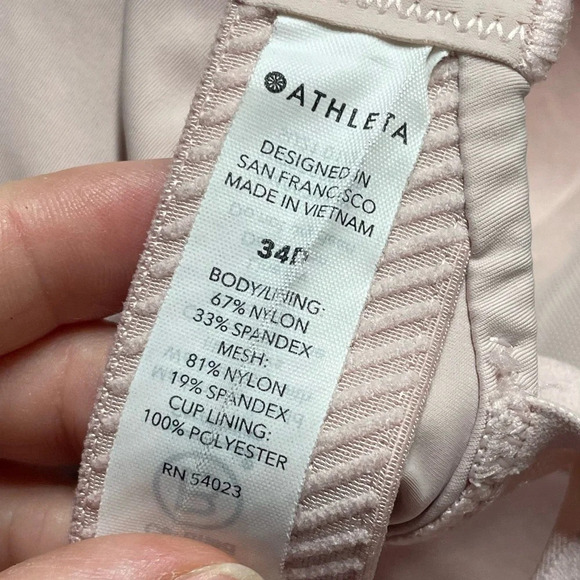 ATHLETA
DESIGNED IN
SAN FRANCISCO
MADE IN VIETNAM
34D
BODY/LINING:
67% NYLON
33% SPANDEX
MESH:
81% NYLON
19% SPANDEX
CUP LINING:
100% POLYESTER
RN 54023